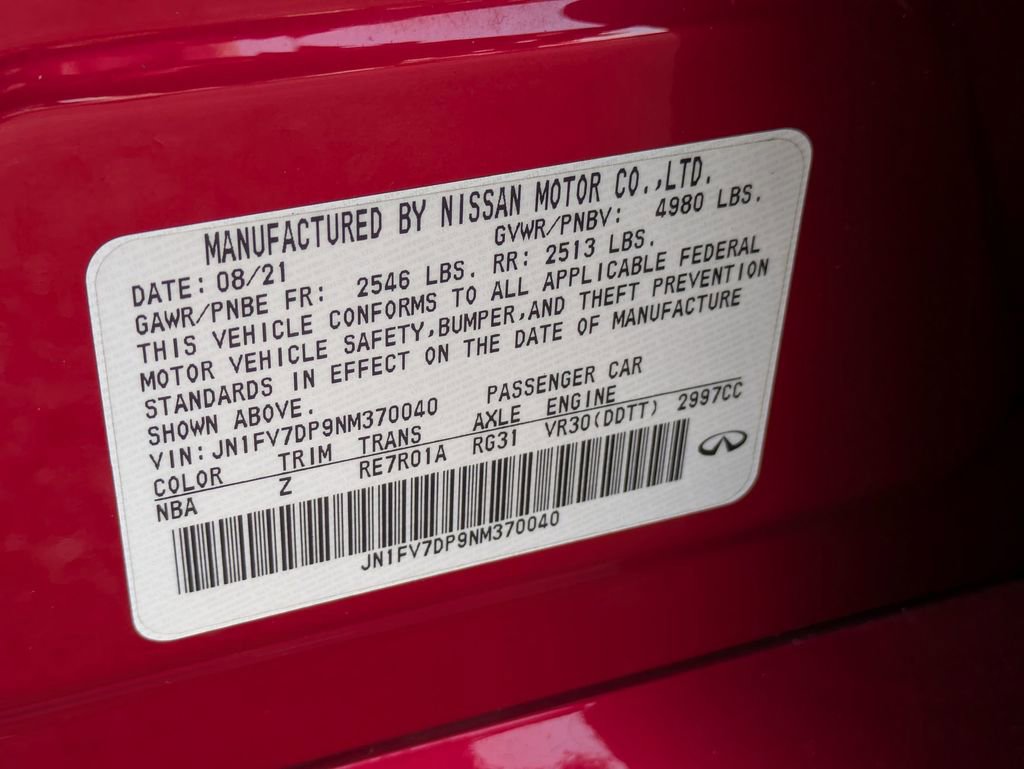 MANUFACTURED BY NISSAN MOTOR CO.,LTD.
DATE: 08/21 GVWR/PNBV: 4980 LBS.
GAWR/PNBE FR: 2546 LBS. RR: 2513 LBS.
THIS VEHICLE CONFORMS TO ALL APPLICABLE FEDERAL
MOTOR VEHICLE SAFETY,BUMPER,AND THEFT PREVENTION
STANDARDS IN EFFECT ON THE DATE OF MANUFACTURE
SHOWN ABOVE.
VIN: JN1FV7DP9NM370040 PASSENGER CAR
COLOR TRIM TRANS AXLE ENGINE
NBA Z RE7R01A RG31 VR30(DDTT) 2997CC
JN1FV7DP9NM370040